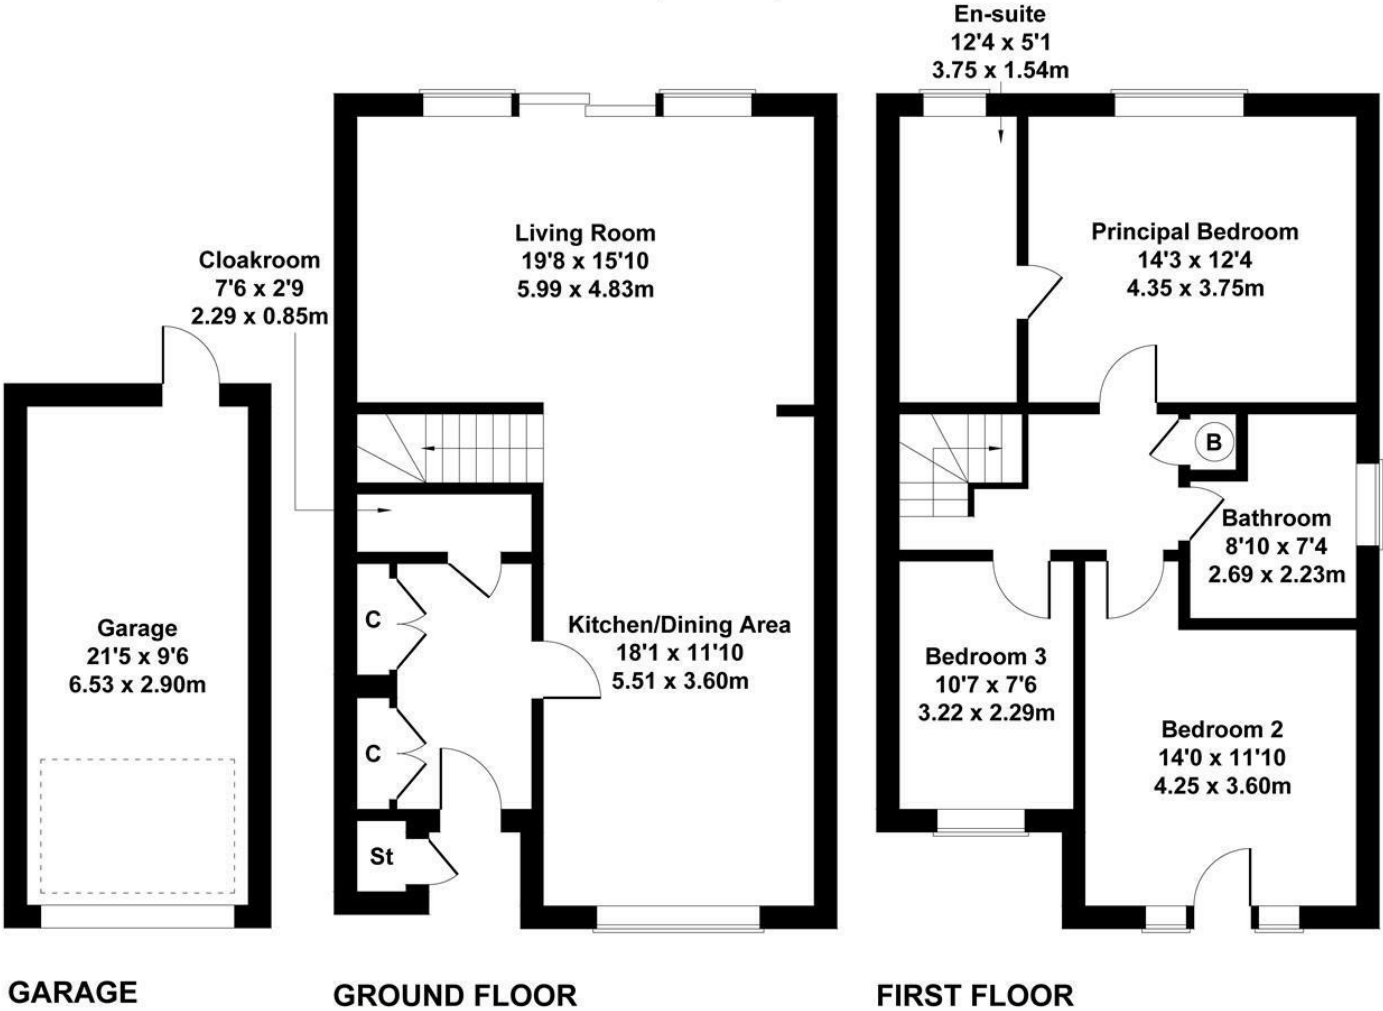 En-suite
12'4 x 5'1
3.75 x 1.54m
Living Room
19'8 x 15'10
5.99 x 4.83m
Principal Bedroom
14'3 x 12'4
4.35 x 3.75m
Cloakroom
7'6 x 2'9
2.29 x 0.85m
B
Bathroom
8'10 x 7'4
2.69 x 2.23m
C
Garage
21'5 x 9'6
6.53 x 2.90m
Kitchen/Dining Area
18'1 x 11'10
5.51 x 3.60m
Bedroom 3
10'7 x 7'6
3.22 x 2.29m
C
Bedroom 2
14'0 x 11'10
4.25 x 3.60m
St
GARAGE
GROUND FLOOR
FIRST FLOOR